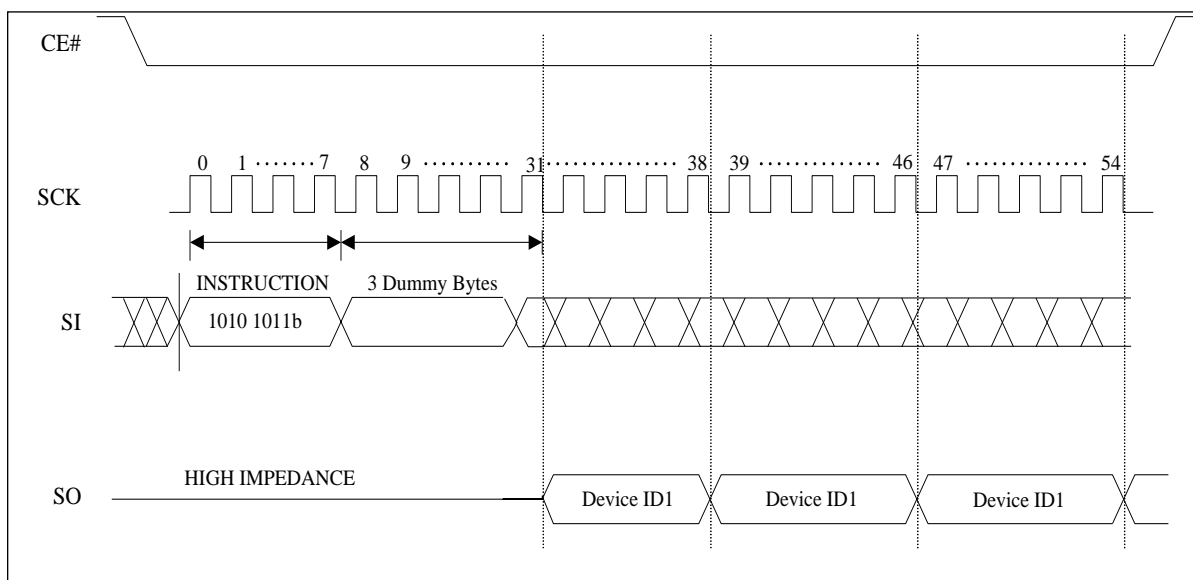 CE#
0 1 ······· 7 8 9 ·········· 31 ·············· 38 39 ············ 46 47 ············ 54
SCK
INSTRUCTION 3 Dummy Bytes
SI 1010 1011b
HIGH IMPEDANCE
SO Device ID1 Device ID1 Device ID1